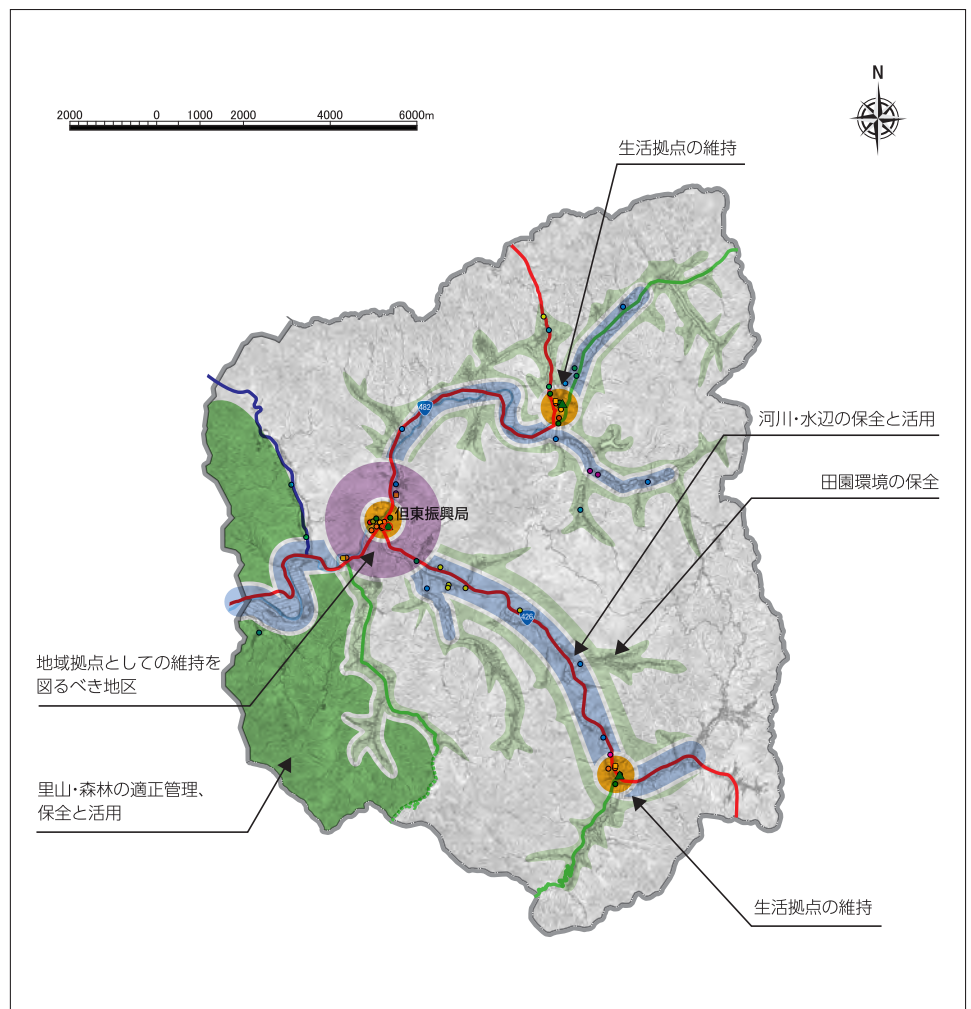 N
2000 0 1000 2000 4000 6000m
生活拠点の維持
482
河川・水辺の保全と活用
田園環境の保全
但東振興局
426
地域拠点としての維持を
図るべき地区
里山・森林の適正管理、
保全と活用
生活拠点の維持